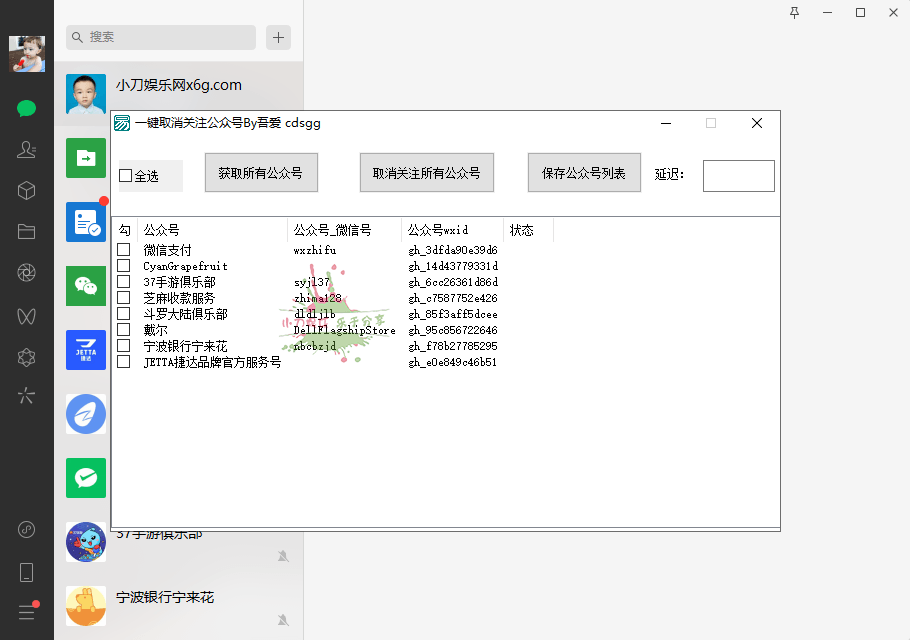 搜索
小刀娱乐网x6g.com
一键取消关注公众号By吾爱 cdsgg
全选 获取所有公众号 取消关注所有公众号 保存公众号列表 延迟:
勾 公众号 公众号_微信号 公众号wxid 状态
微信支付 wxzhifu gh_3dfda90e39d6
CyanGrapefruit gh_14d43779331d
37手游俱乐部 syjl37 gh_6cc26361d86d
芝麻收款服务 zhima128 gh_c7587752e426
斗罗大陆俱乐部 dldljlb gh_85f3aff5dcee
戴尔 DellFlagshipStore gh_95c856722646
宁波银行宁来花 nbcbzjd gh_f78b27785295
JETTA捷达品牌官方服务号 gh_e0e849c46b51
JETTA
捷达
37手游俱乐部
宁波银行宁来花